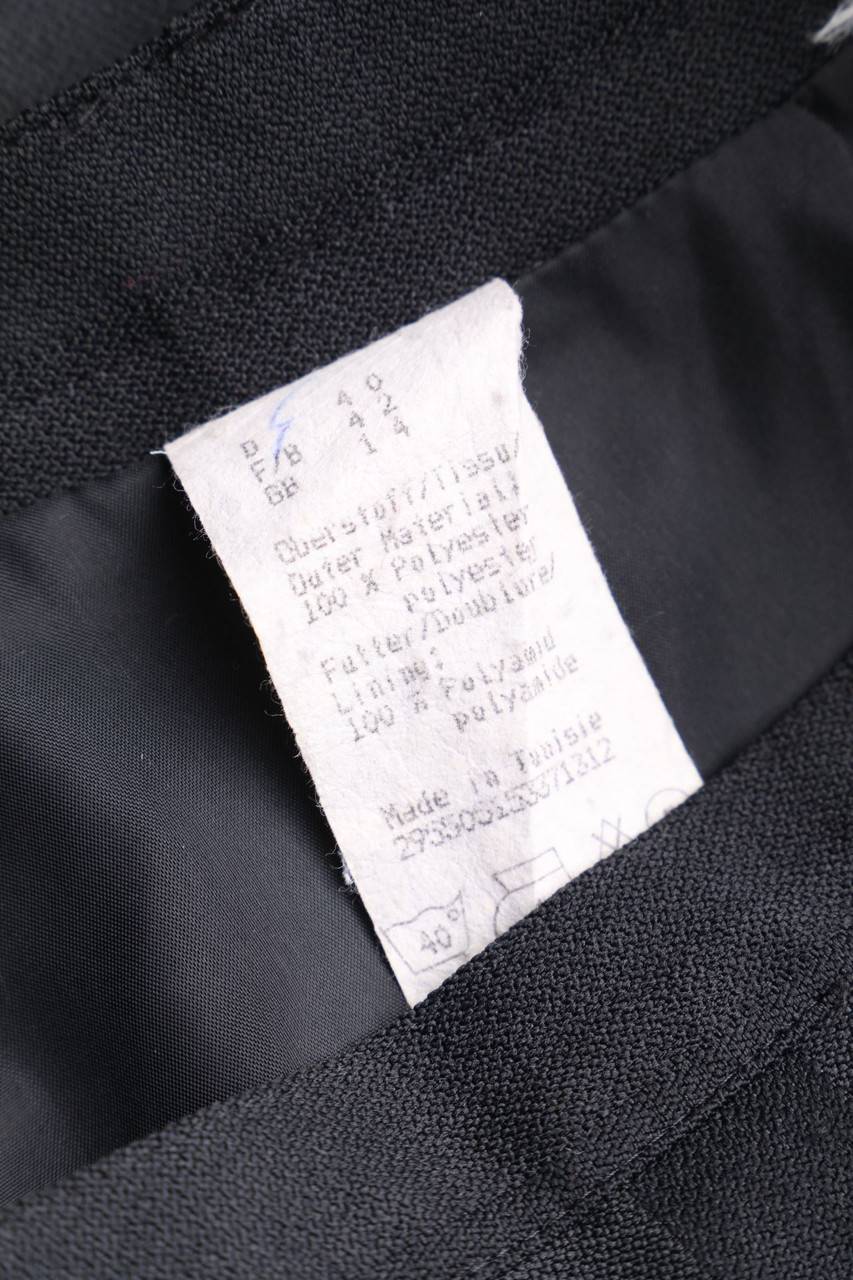 D 40
F/B 42
GB 14
Oberstoff/Tissu/
Outer Material:
100 % Polyester
polyester
Futter/Doublure/
Lining:
100 % Polyamid
polyamide
Made in Tunisie
40°